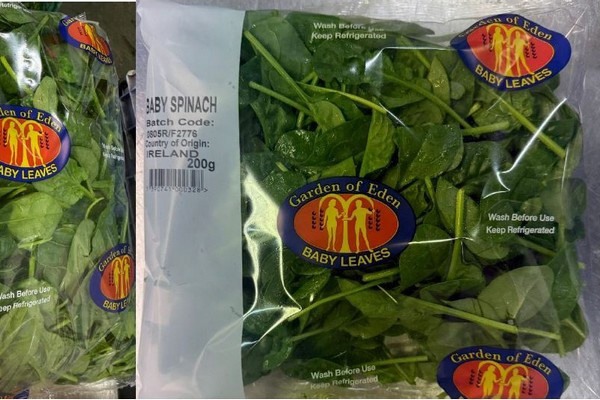 Garden of Eden
BABY LEAVES
Garden of Eden
Wash Before Use
Keep Refrigerated
Wash Before
Keep Refrigerated
Garden of Eden
BABY LEAVES
BABY SPINACH
Batch Code:
0805R/F2776
Country of Origin:
IRELAND
200g
Garden of Eden
BABY LEAVES
Wash Before Use
Keep Refrigerated
Wash Before Use
Keep Refrigerated
Garden of Eden
BABY LEAVES